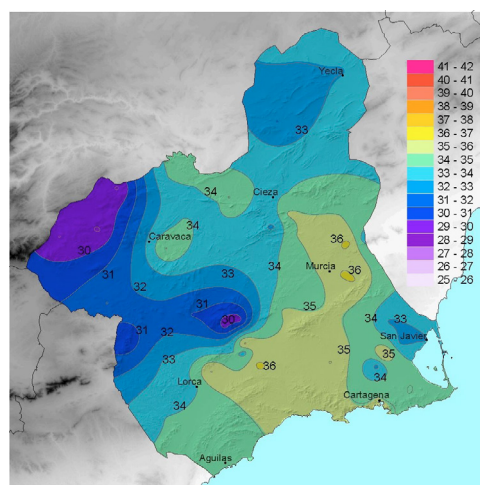 Yecla
33
34
Cieza
34
Caravaca
36
30
33
34
Murcia
36
31
32
31
35
30
31
32
34
33
San Javier
33
35
35
36
34
Lorca
34
Cartagena
Aguilas
41 - 42
40 - 41
39 - 40
38 - 39
37 - 38
36 - 37
35 - 36
34 - 35
33 - 34
32 - 33
31 - 32
30 - 31
29 - 30
28 - 29
27 - 28
26 - 27
25 - 26